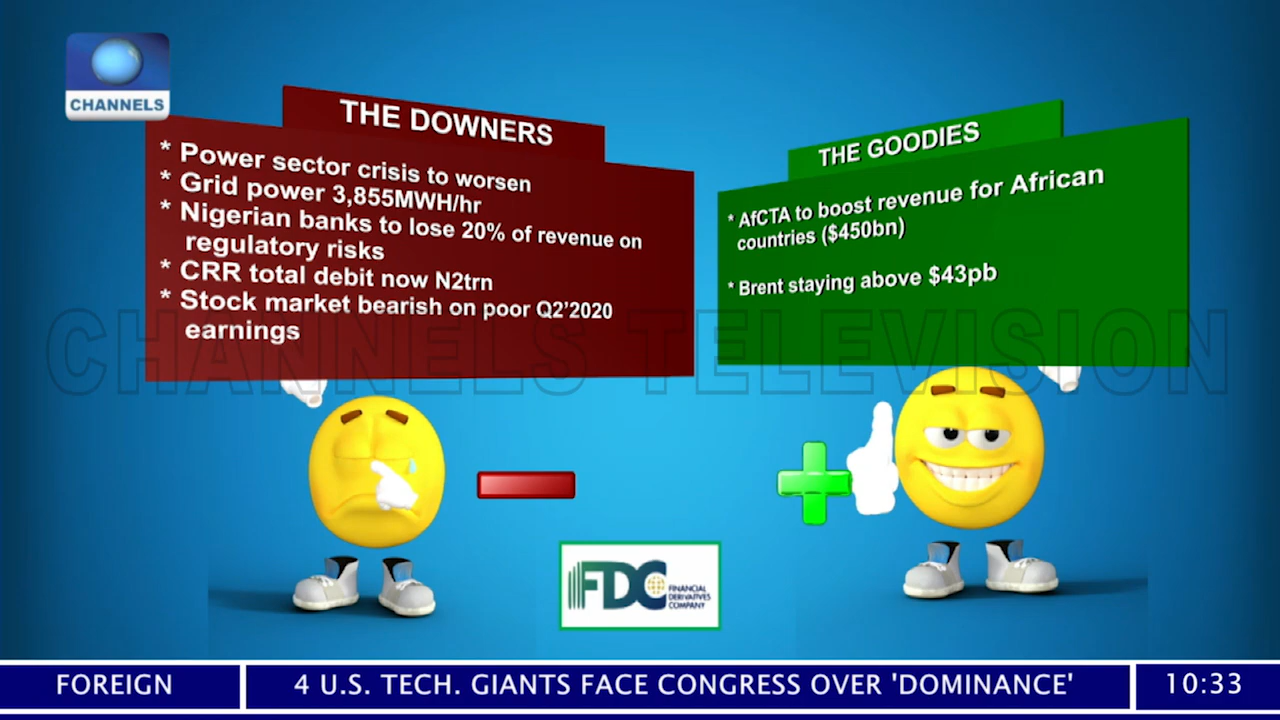 CHANNELS
THE DOWNERS
* Power sector crisis to worsen
* Grid power 3,855MWH/hr
* Nigerian banks to lose 20% of revenue on
regulatory risks
* CRR total debit now N2trn
* Stock market bearish on poor Q2'2020
earnings
THE GOODIES
* AfCTA to boost revenue for African
countries ($450bn)
* Brent staying above $43pb
CHANNELS TELEVISION
FDC
FINANCIAL
DERIVATIVES
COMPANY
FOREIGN
4 U.S. TECH. GIANTS FACE CONGRESS OVER 'DOMINANCE'
10:33